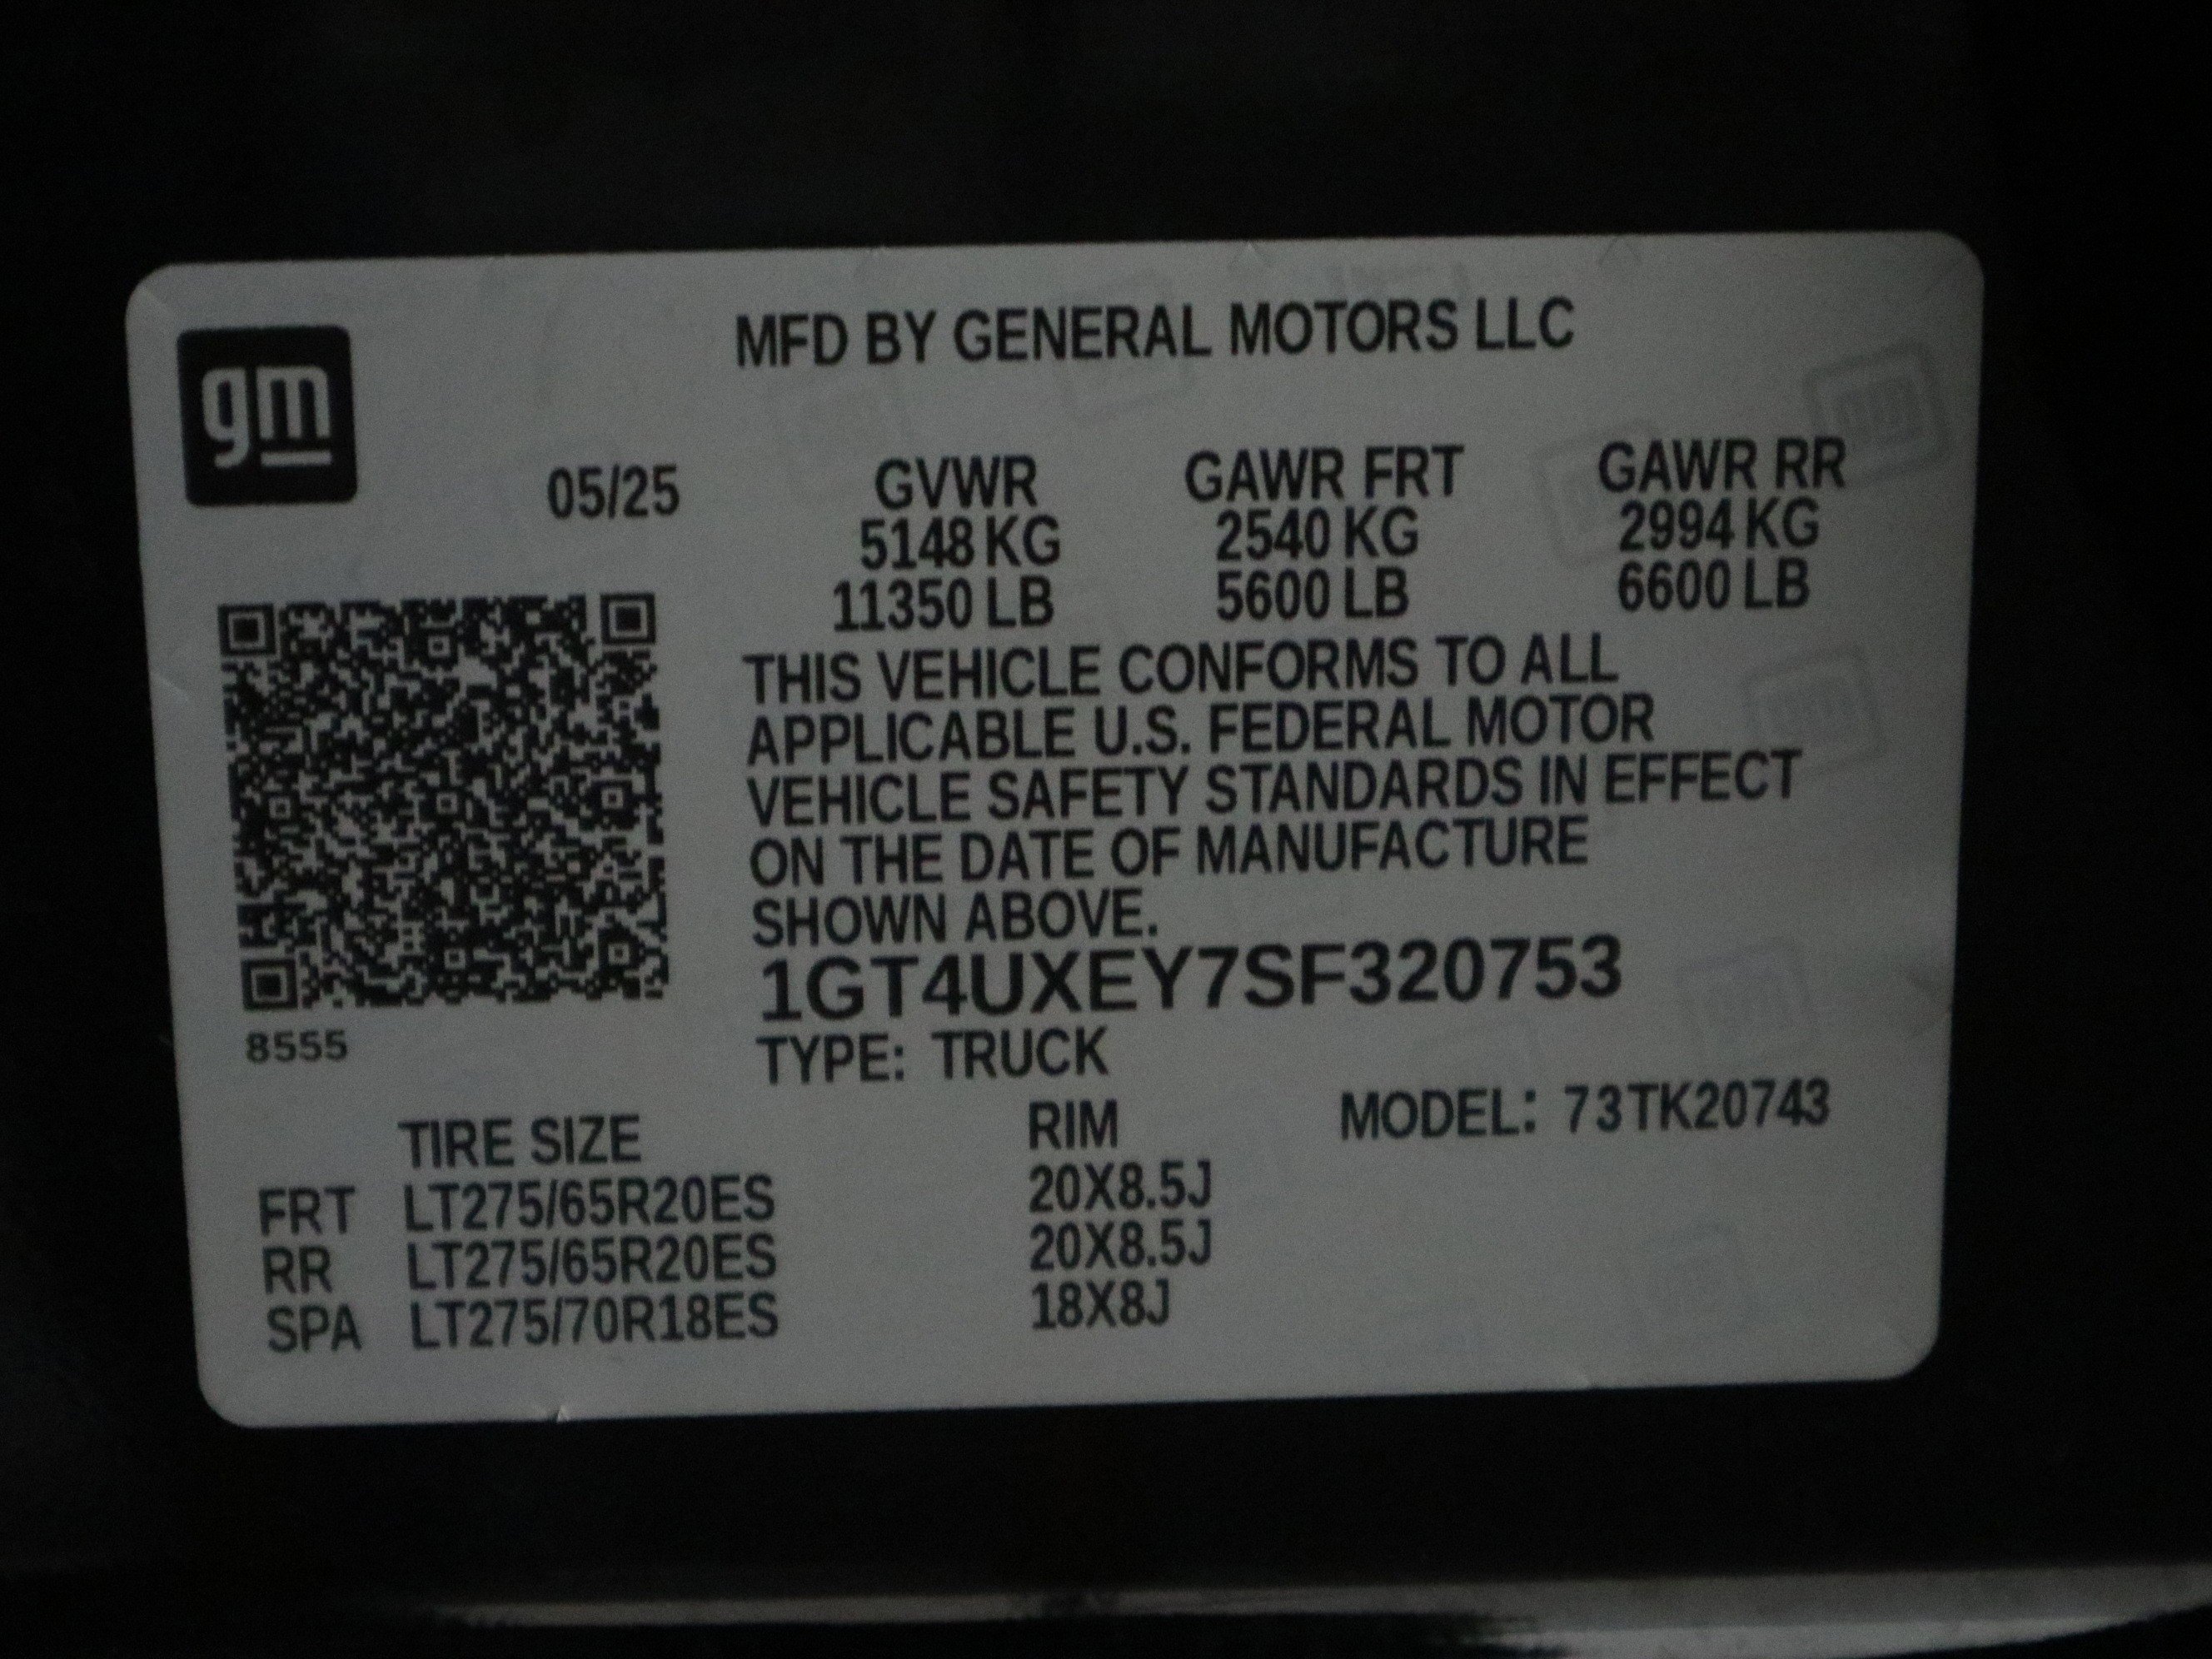 gm
MFD BY GENERAL MOTORS LLC
05/25 GVWR GAWR FRT GAWR RR
5148 KG 2540 KG 2994 KG
11350 LB 5600 LB 6600 LB
THIS VEHICLE CONFORMS TO ALL
APPLICABLE U.S. FEDERAL MOTOR
VEHICLE SAFETY STANDARDS IN EFFECT
ON THE DATE OF MANUFACTURE
SHOWN ABOVE.
1GT4UXEY7SF320753
8555
TYPE: TRUCK
TIRE SIZE RIM MODEL: 73TK20743
FRT LT275/65R20ES 20X8.5J
RR LT275/65R20ES 20X8.5J
SPA LT275/70R18ES 18X8J